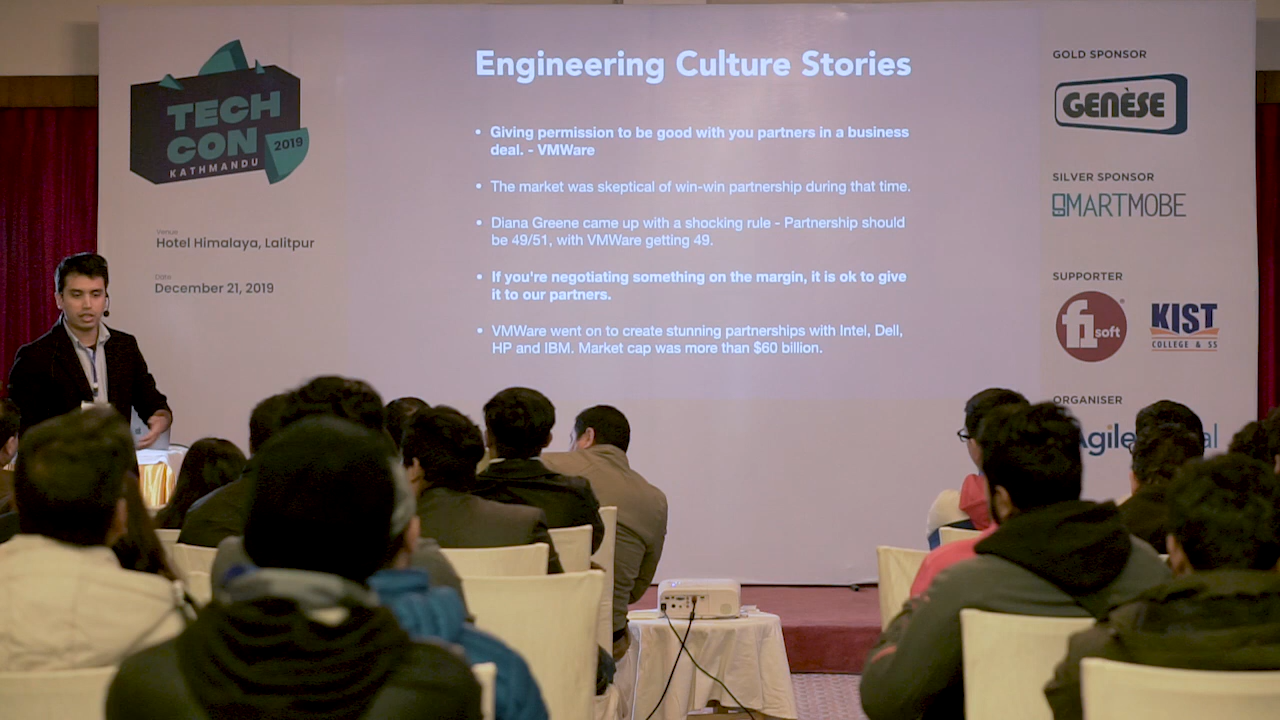 TECH
CON
2019
KATHMANDU
Venue
Hotel Himalaya, Lalitpur
Date
December 21, 2019
Engineering Culture Stories
• Giving permission to be good with you partners in a business
deal. - VMWare
• The market was skeptical of win-win partnership during that time.
• Diana Greene came up with a shocking rule - Partnership should
be 49/51, with VMWare getting 49.
• If you're negotiating something on the margin, it is ok to give
it to our partners.
• VMWare went on to create stunning partnerships with Intel, Dell,
HP and IBM. Market cap was more than $60 billion.
GOLD SPONSOR
GENÈSE
SILVER SPONSOR
SMARTMOBE
SUPPORTER
f1soft
KIST
COLLEGE & SS
ORGANISER